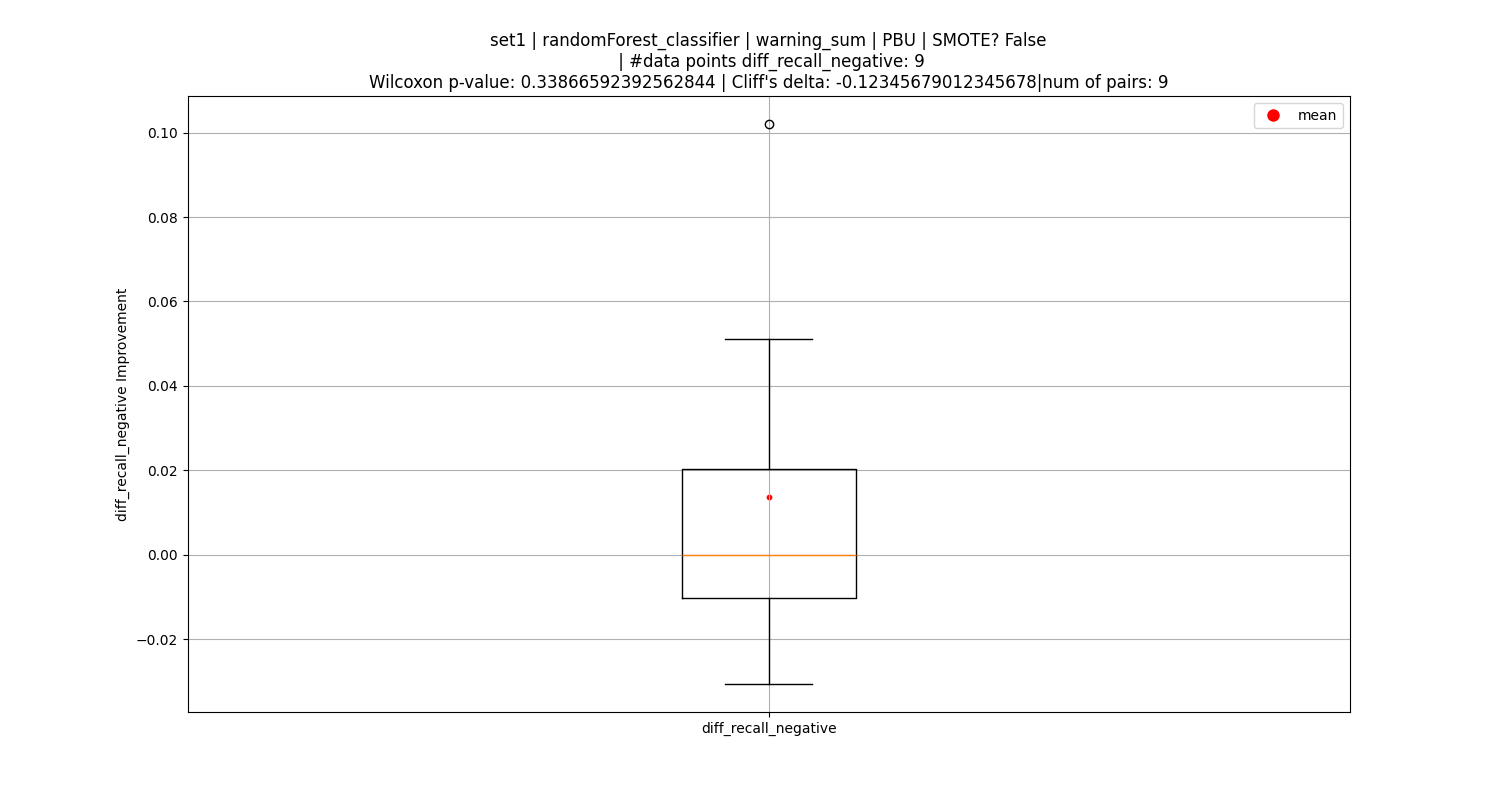 set1 | randomForest_classifier | warning_sum | PBU | SMOTE? False
| #data points diff_recall_negative: 9
Wilcoxon p-value: 0.33866592392562844 | Cliff's delta: -0.12345679012345678|num of pairs: 9
mean
0.10
0.08
0.06
0.04
0.02
0.00
−0.02
diff_recall_negative Improvement
diff_recall_negative